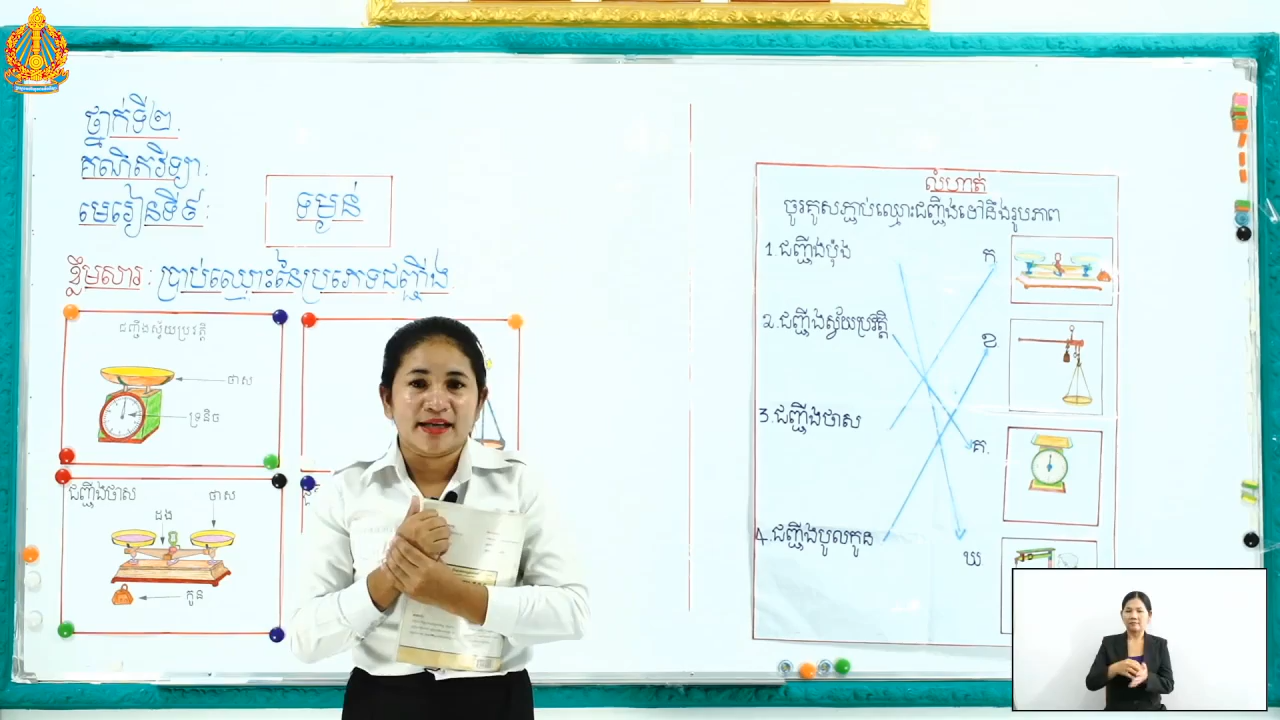 ថ្នាក់ទី២.
គណិតវិទ្យា:
មេរៀនទី៩:
ទម្ងន់
ខ្លឹមសារ : ប្រាប់ឈ្មោះនៃប្រភេទជញ្ជីង.
ជញ្ជីងស្វ័យប្រវត្តិ
ថាស
ទ្រនិច
ជញ្ជីងថាស
ថាស
ដង
កូន
លំហាត់
ចូរគូសភ្ជាប់ឈ្មោះជញ្ជីងទៅនឹងរូបភាព
1.ជញ្ជីងប៉ុង
ក
២.ជញ្ជីងស្វ័យប្រវត្តិ
ខ
3.ជញ្ជីងថាស
គ.
4.ជញ្ជីងបូលកូន
ឃ